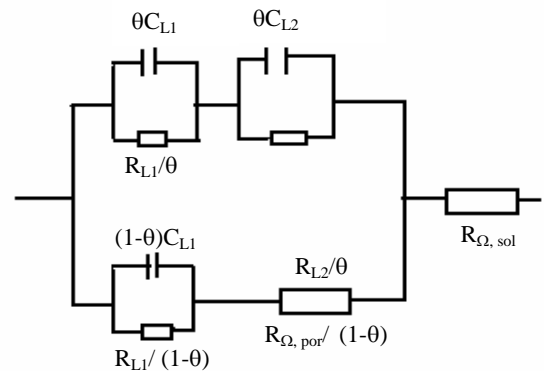 θC_L1
θC_L2
R_L1/θ
(1-θ)C_L1
R_L2/θ
R_Ω, sol
R_Ω, por/ (1-θ)
R_L1/ (1-θ)